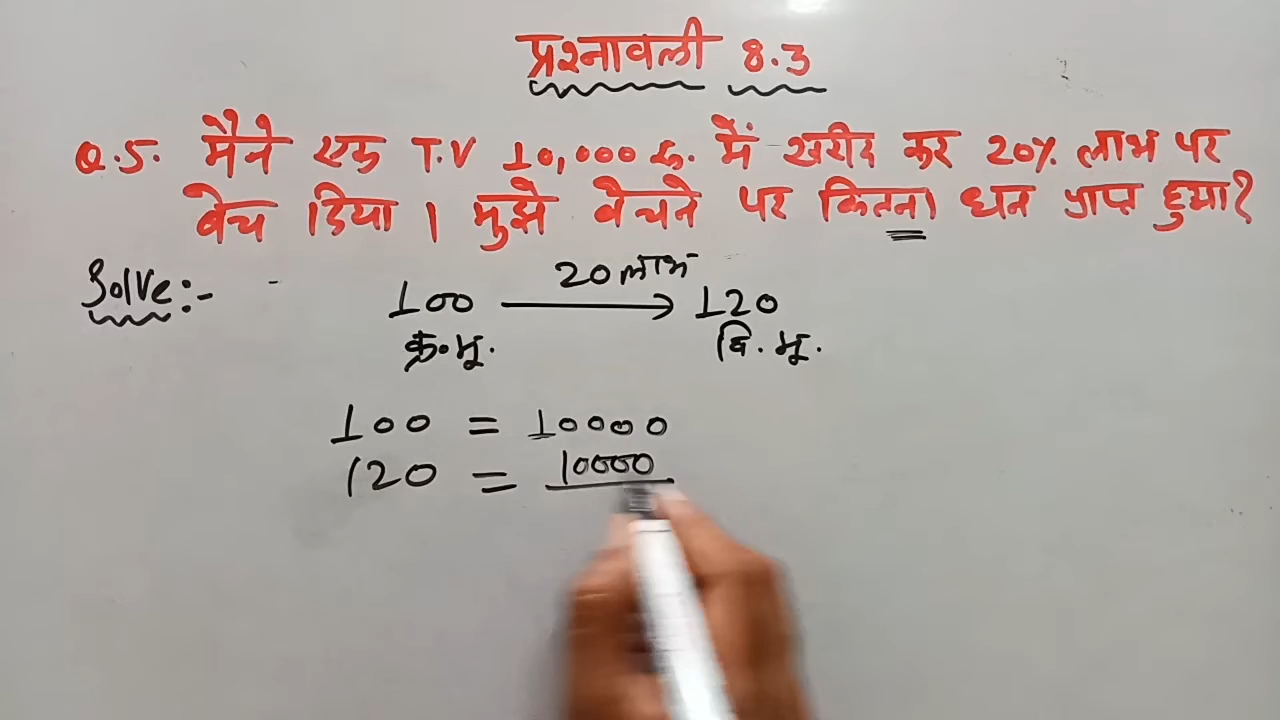 प्रश्नावली 8.3
Q.5. मैने एक T.V 10,000 रु. में खरीद कर 20% लाभ पर
बेच दिया। मुझे बेचने पर कितना धन प्राप्त हुआ?
Solve:-
20 लाभ
100 → 120
क्र.मू. वि.मू.
100 = 10000
120 = 10000